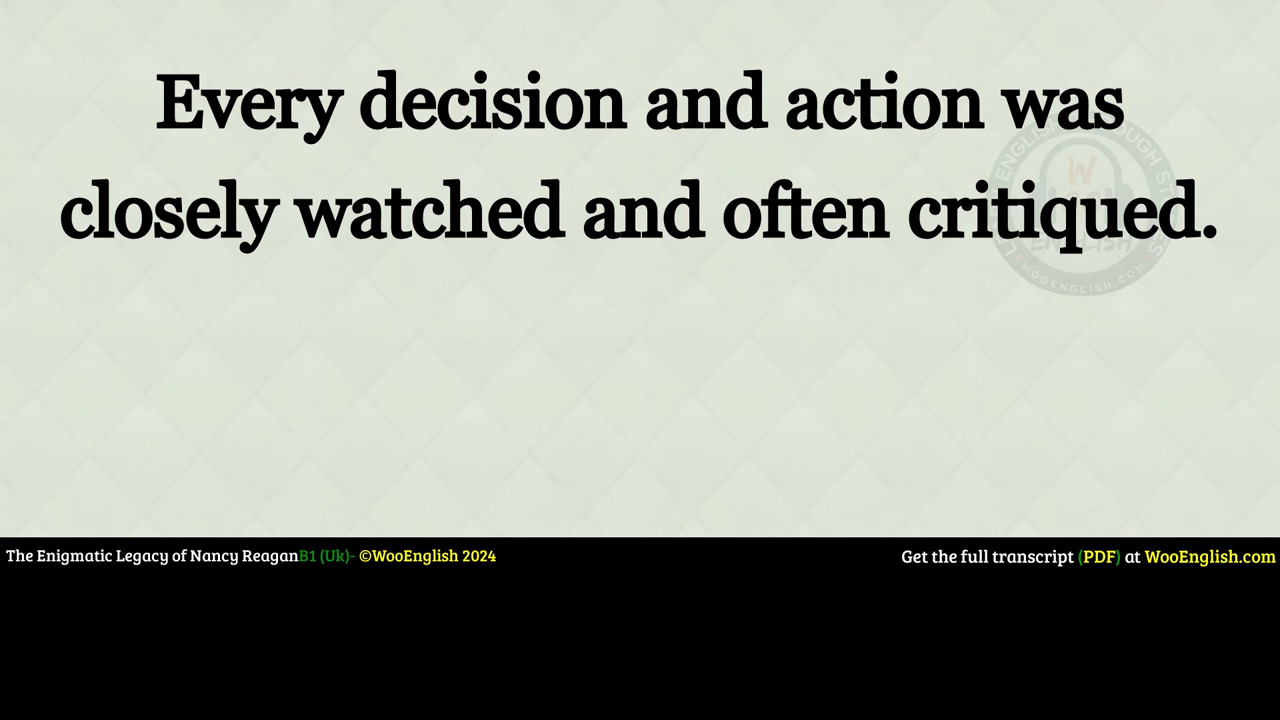 Every decision and action was
closely watched and often critiqued.
The Enigmatic Legacy of Nancy ReaganB1 (Uk)- ©WooEnglish 2024
Get the full transcript (PDF) at WooEnglish.com